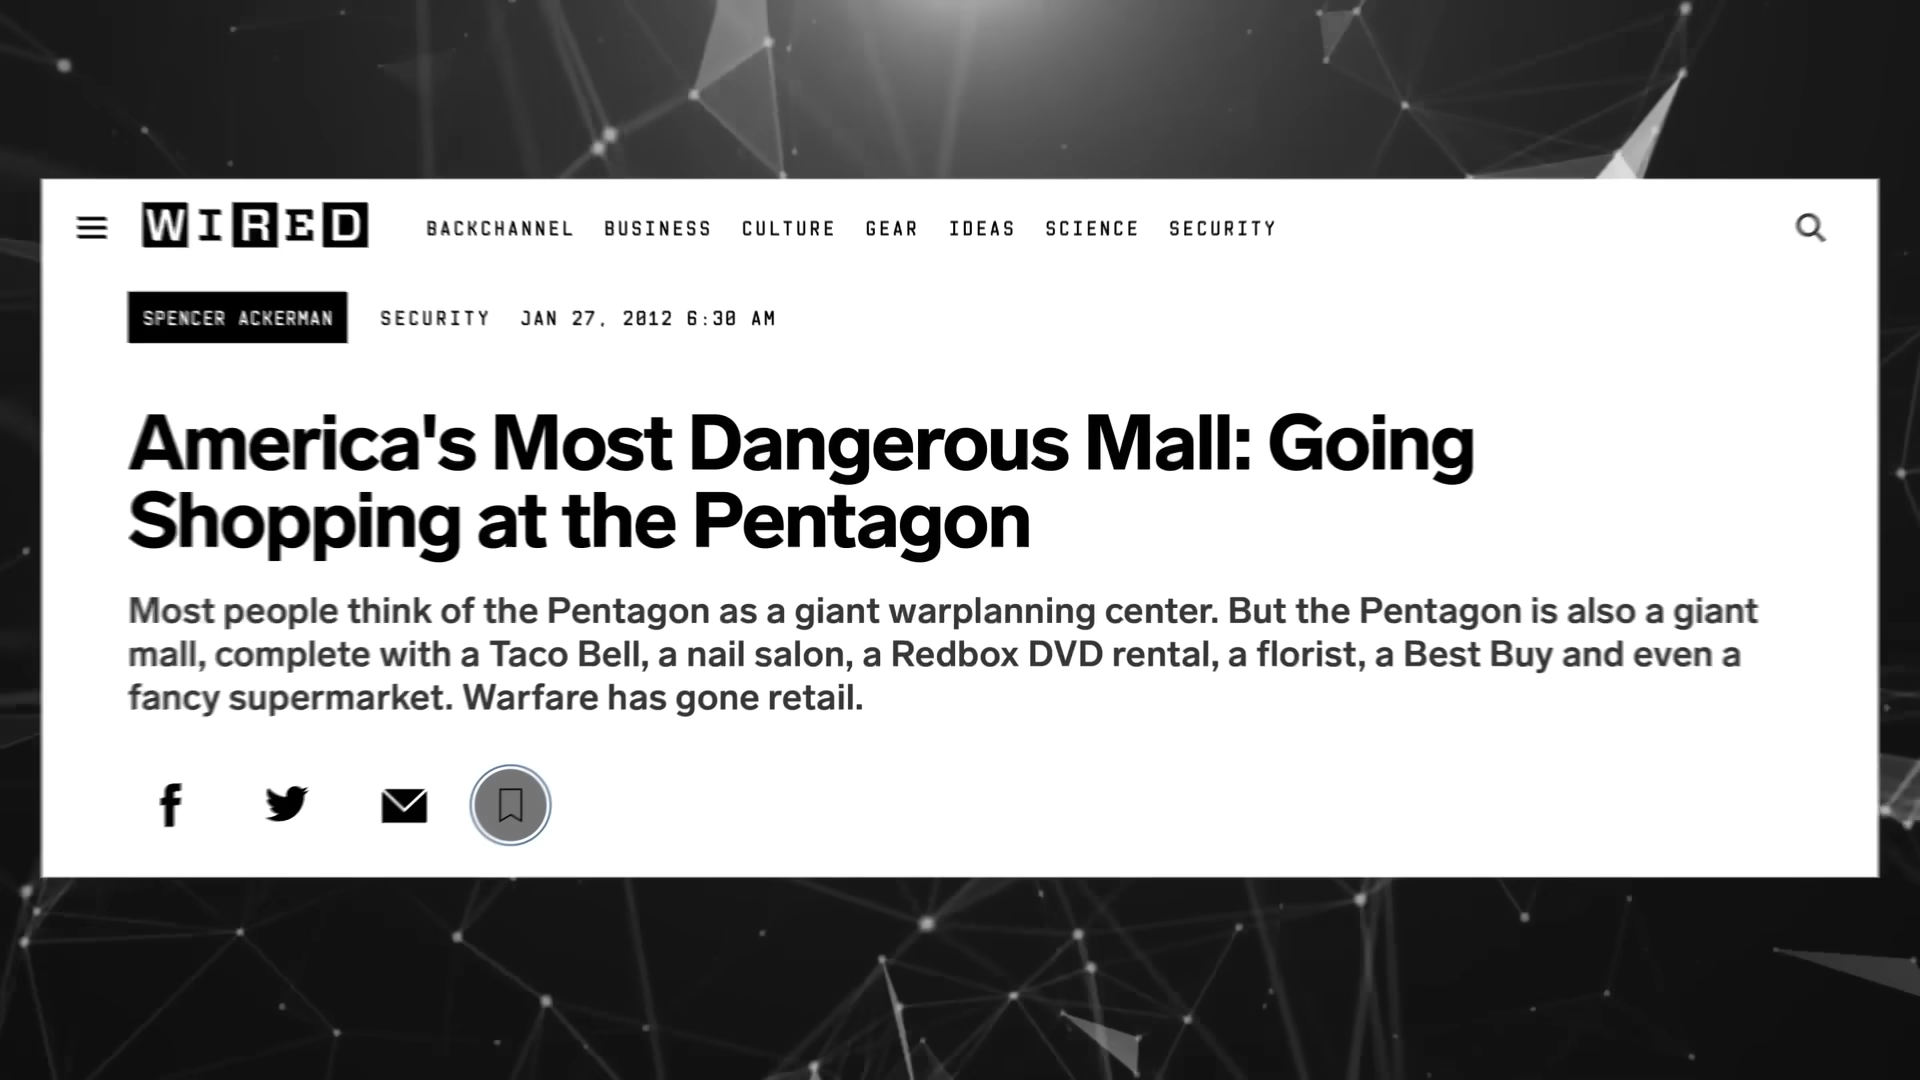 WIRED BACKCHANNEL BUSINESS CULTURE GEAR IDEAS SCIENCE SECURITY
SPENCER ACKERMAN SECURITY JAN 27, 2012 6:30 AM
America's Most Dangerous Mall: Going
Shopping at the Pentagon
Most people think of the Pentagon as a giant warplanning center. But the Pentagon is also a giant
mall, complete with a Taco Bell, a nail salon, a Redbox DVD rental, a florist, a Best Buy and even a
fancy supermarket. Warfare has gone retail.